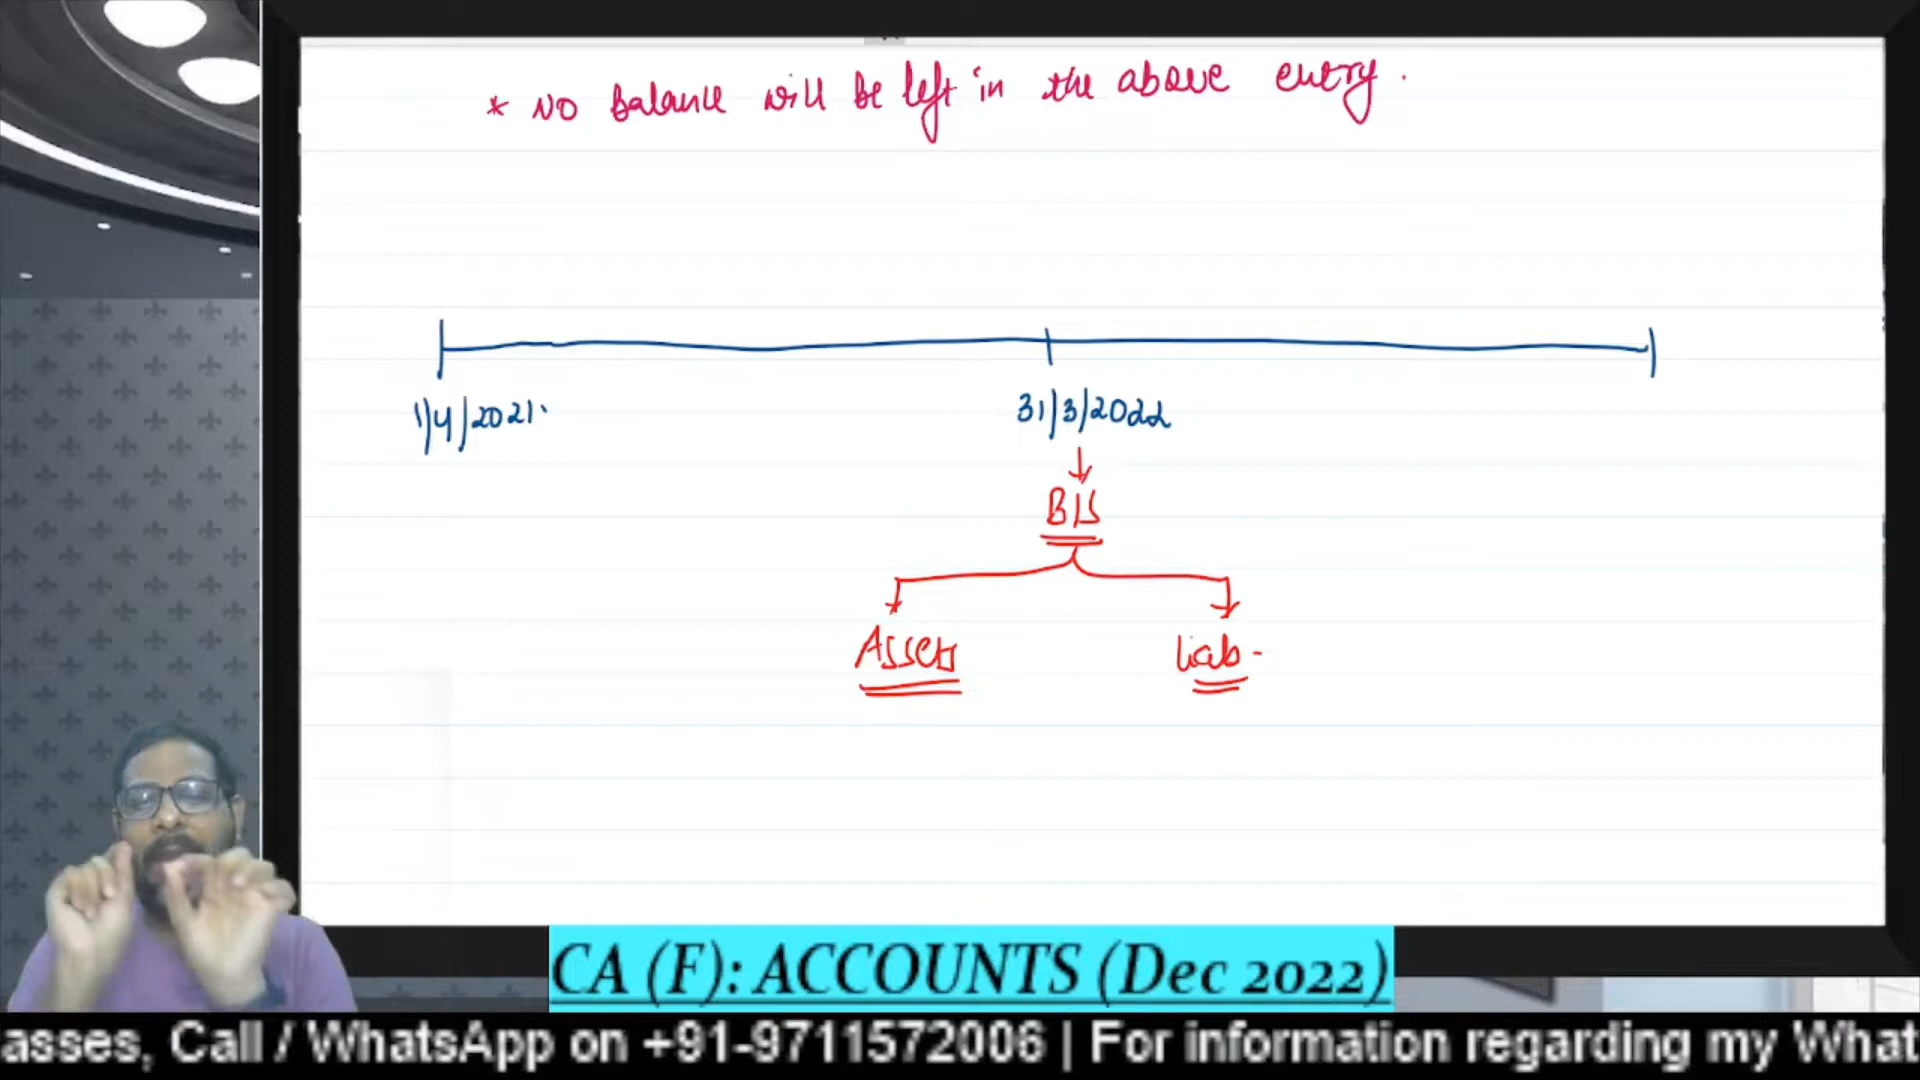 * No balance will be left in the above entry.
1/4/2021.
31/3/2022
B/S
Assets
Liab.
CA (F): ACCOUNTS (Dec 2022)
asses, Call / WhatsApp on +91-9711572006 | For information regarding my What